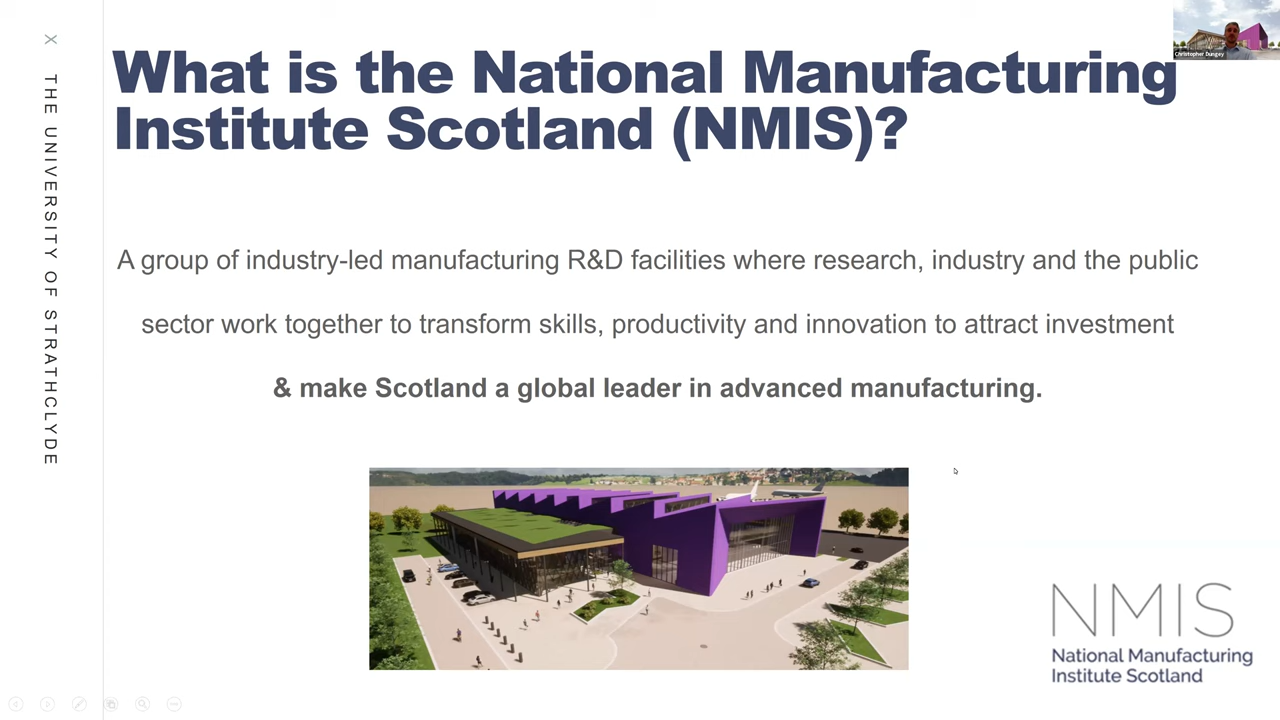 X THE UNIVERSITY OF STRATHCLYDE
What is the National Manufacturing
Institute Scotland (NMIS)?
Christopher Dungey
A group of industry-led manufacturing R&D facilities where research, industry and the public
sector work together to transform skills, productivity and innovation to attract investment
& make Scotland a global leader in advanced manufacturing.
NMIS
National Manufacturing
Institute Scotland